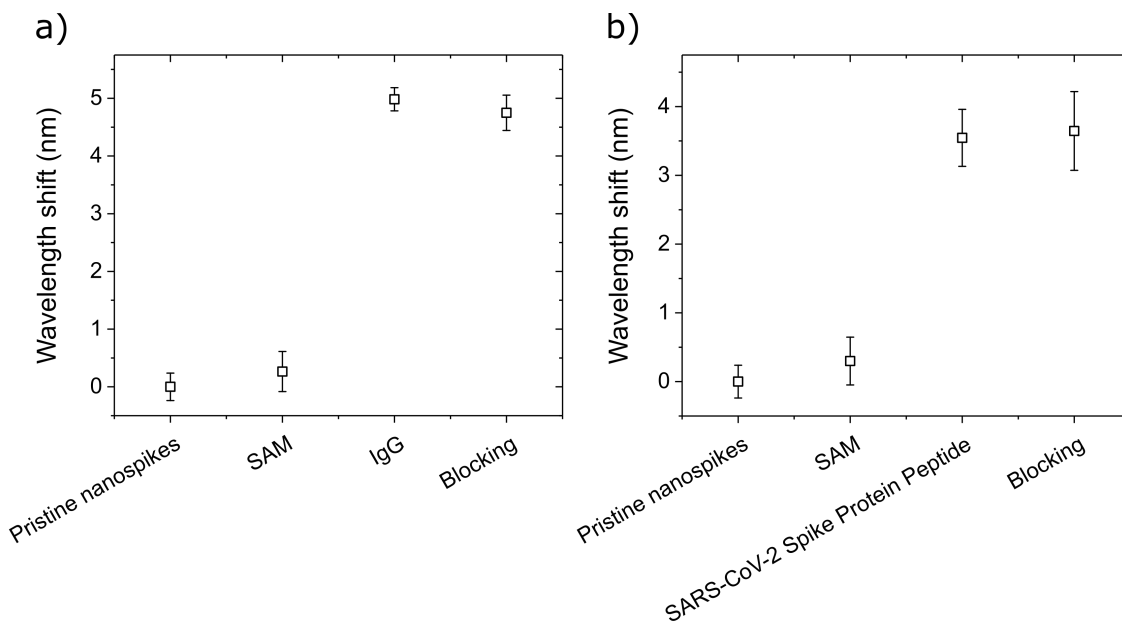 a)
Wavelength shift (nm)
5
4
3
2
1
0
Pristine nanospikes
SAM
IgG
Blocking
b)
Wavelength shift (nm)
4
3
2
1
0
Pristine nanospikes
SAM
SARS-CoV-2 Spike Protein Peptide
Blocking